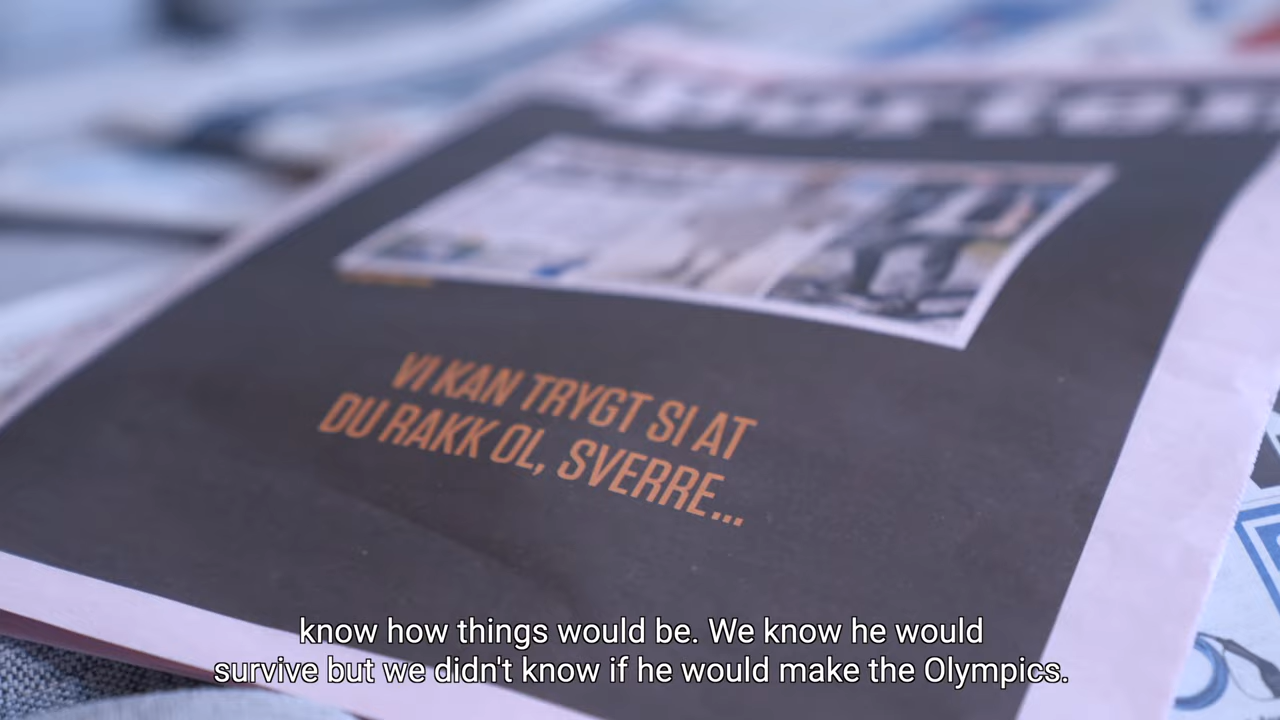 VI KAN TRYGT SI AT
DU RAKK OL, SVERRE...
know how things would be. We know he would
survive but we didn't know if he would make the Olympics.